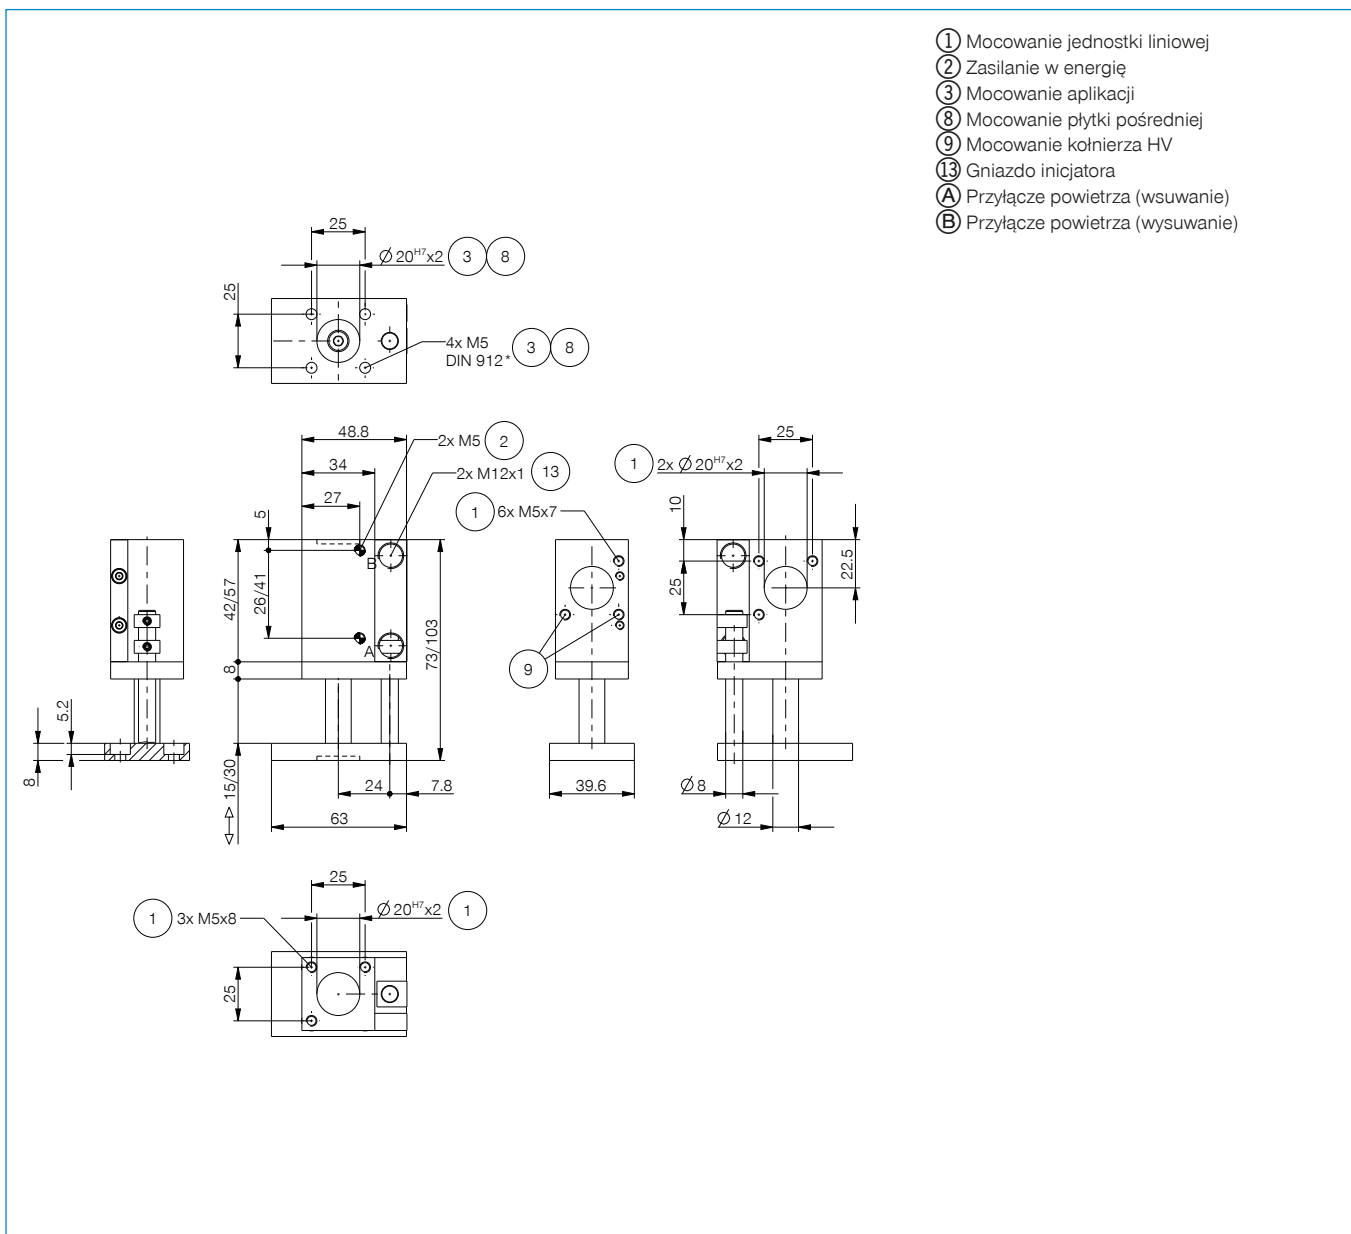 1 Mocowanie jednostki liniowej
2 Zasilanie w energię
3 Mocowanie aplikacji
8 Mocowanie płytki pośredniej
9 Mocowanie kołnierza HV
13 Gniazdo inicjatora
A Przyłącze powietrza (wsuwanie)
B Przyłącze powietrza (wysuwanie)
25
Ø 20H7x2 3 8
25
4x M5
DIN 912* 3 8
48.8
2x M5 2
34
2x M12x1 13
27
1 6x M5x7
5
B
A
42/57
26/41
73/103
8
15/30
24
7.8
63
5.2
8
9
39.6
25
1 2x Ø 20H7x2
10
25
22.5
Ø 8
Ø 12
25
1 3x M5x8
Ø 20H7x2 1
25